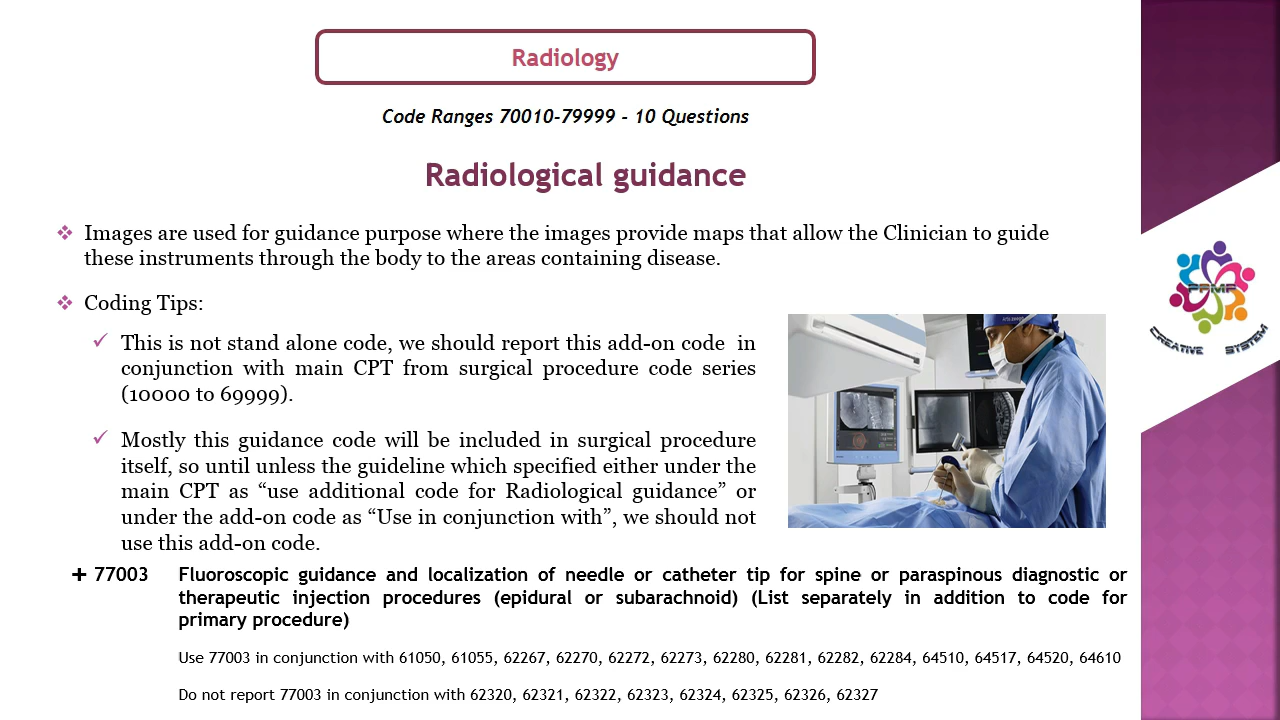 Radiology
Code Ranges 70010-79999 - 10 Questions
Radiological guidance
Images are used for guidance purpose where the images provide maps that allow the Clinician to guide
these instruments through the body to the areas containing disease.
Coding Tips:
This is not stand alone code, we should report this add-on code in
conjunction with main CPT from surgical procedure code series
(10000 to 69999).
Mostly this guidance code will be included in surgical procedure
itself, so until unless the guideline which specified either under the
main CPT as “use additional code for Radiological guidance” or
under the add-on code as “Use in conjunction with”, we should not
use this add-on code.
+ 77003 Fluoroscopic guidance and localization of needle or catheter tip for spine or paraspinous diagnostic or
therapeutic injection procedures (epidural or subarachnoid) (List separately in addition to code for
primary procedure)
Use 77003 in conjunction with 61050, 61055, 62267, 62270, 62272, 62273, 62280, 62281, 62282, 62284, 64510, 64517, 64520, 64610
Do not report 77003 in conjunction with 62320, 62321, 62322, 62323, 62324, 62325, 62326, 62327
CREATIVE SYSTEM